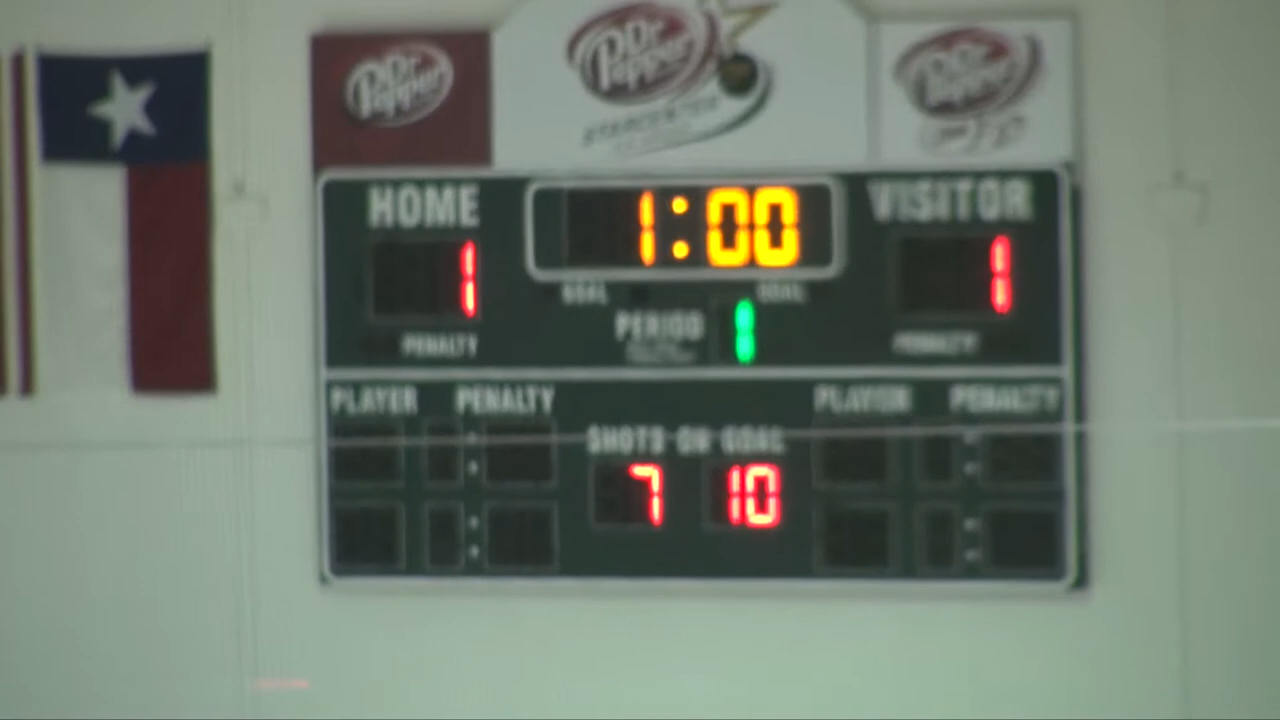 Dr Pepper
Dr Pepper
STARCENTER
Dr Pepper
HOME 1:00 VISITOR
1 1
GOAL GOAL
PERIOD 1
PENALTY PENALTY
PLAYER PENALTY PLAYER PENALTY
SHOTS ON GOAL
7 10